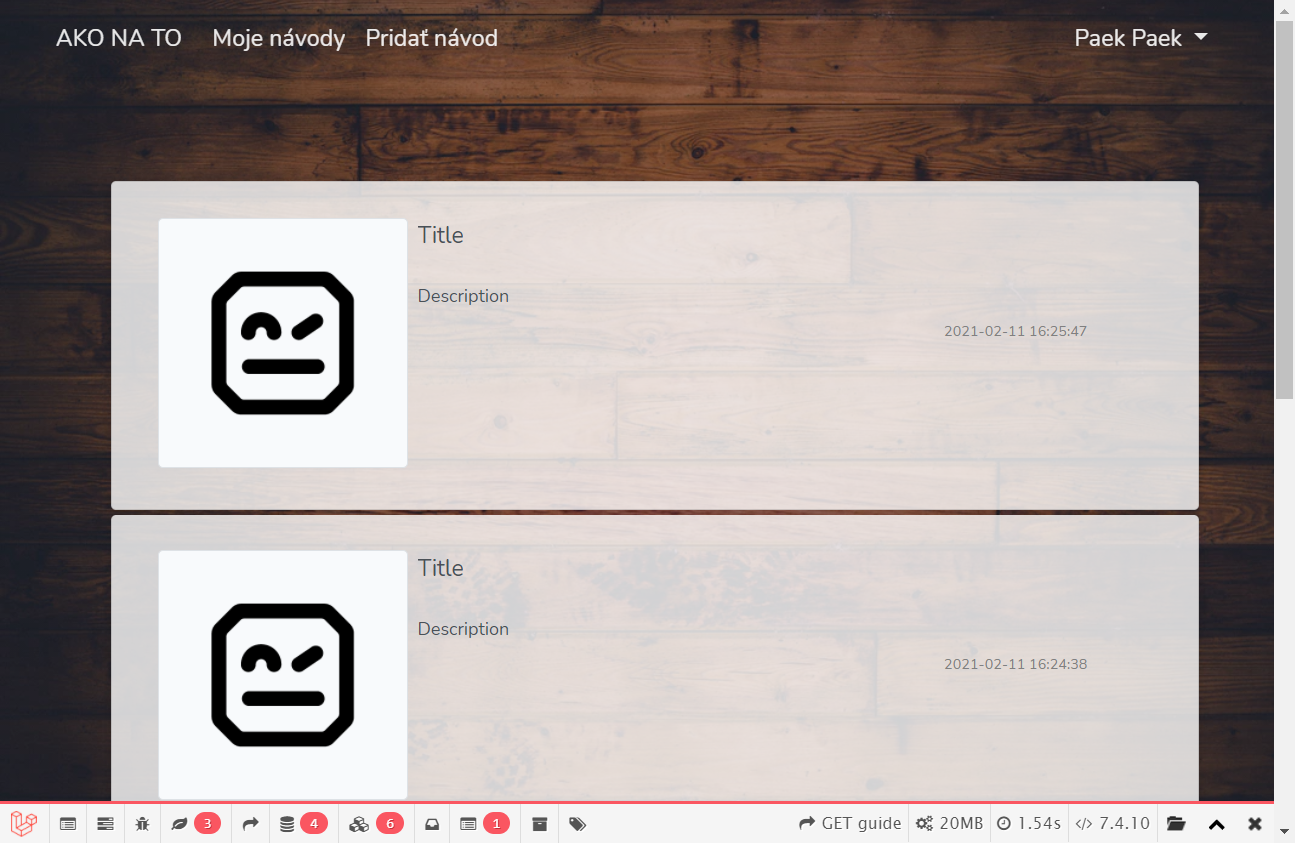 AKO NA TO Moje návody Pridať návod Paek Paek
Title
Description
2021-02-11 16:25:47
Title
Description
2021-02-11 16:24:38
3 4 6 1 GET guide 20MB 1.54s 7.4.10